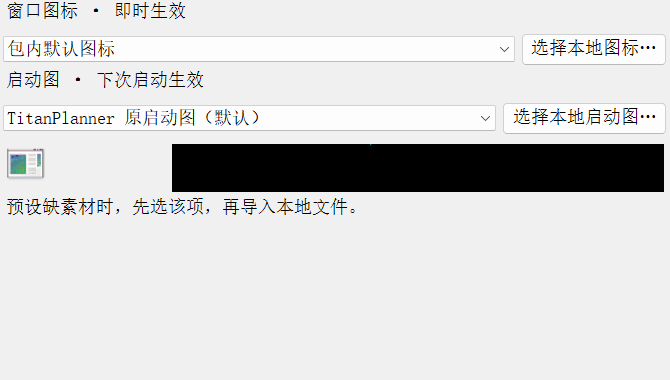 窗口图标 · 即时生效
包内默认图标
选择本地图标…
启动图 · 下次启动生效
TitanPlanner 原启动图（默认）
选择本地启动图…
预设缺素材时，先选该项，再导入本地文件。